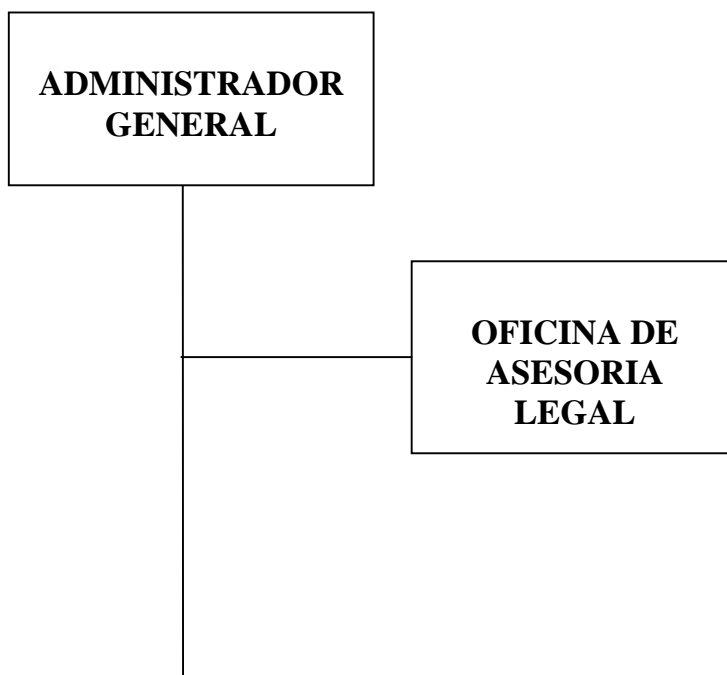 ADMINISTRADOR
GENERAL
OFICINA DE
ASESORIA
LEGAL